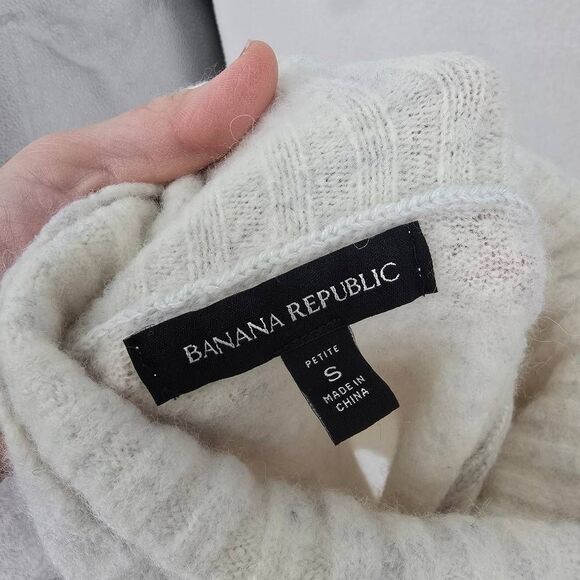 BANANA REPUBLIC
PETITE
S
MADE IN
CHINA